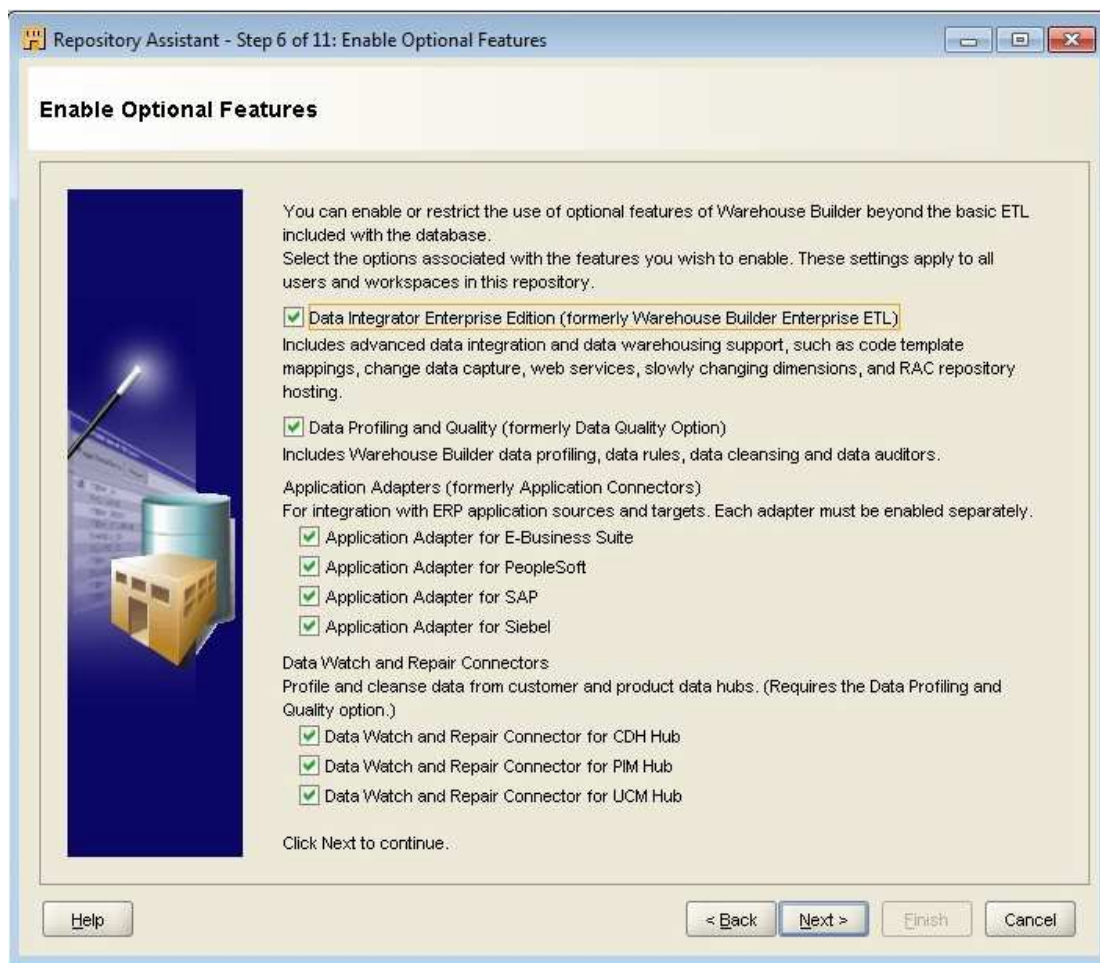 Repository Assistant - Step 6 of 11: Enable Optional Features
Enable Optional Features
You can enable or restrict the use of optional features of Warehouse Builder beyond the basic ETL
included with the database.
Select the options associated with the features you wish to enable. These settings apply to all
users and workspaces in this repository.
Data Integrator Enterprise Edition (formerly Warehouse Builder Enterprise ETL)
Includes advanced data integration and data warehousing support, such as code template
mappings, change data capture, web services, slowly changing dimensions, and RAC repository
hosting.
Data Profiling and Quality (formerly Data Quality Option)
Includes Warehouse Builder data profiling, data rules, data cleansing and data auditors.
Application Adapters (formerly Application Connectors)
For integration with ERP application sources and targets. Each adapter must be enabled separately.
Application Adapter for E-Business Suite
Application Adapter for PeopleSoft
Application Adapter for SAP
Application Adapter for Siebel
Data Watch and Repair Connectors
Profile and cleanse data from customer and product data hubs. (Requires the Data Profiling and
Quality option.)
Data Watch and Repair Connector for CDH Hub
Data Watch and Repair Connector for PIM Hub
Data Watch and Repair Connector for UCM Hub
Click Next to continue.
Help
< Back
Next >
Finish
Cancel